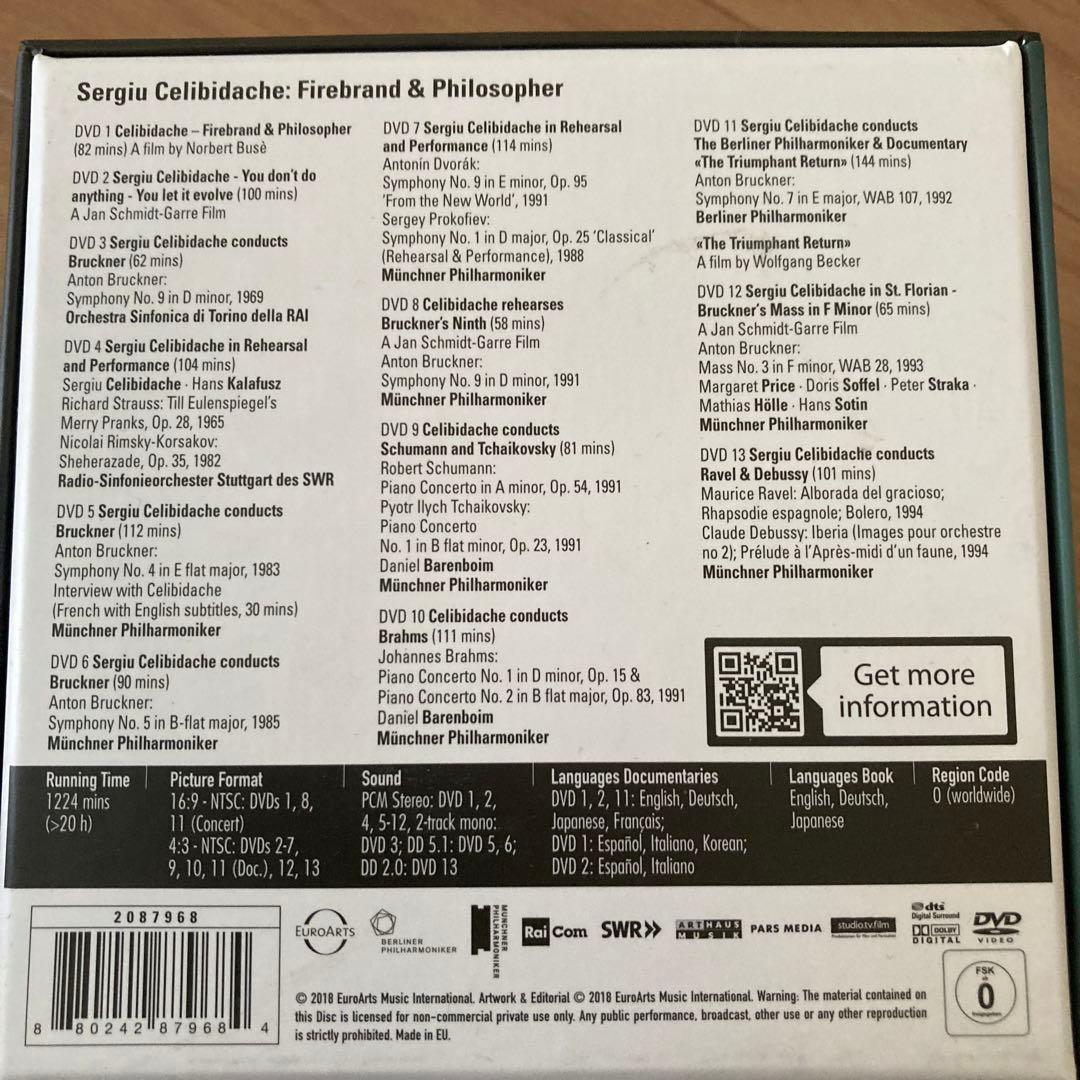 Sergiu Celibidache: Firebrand & Philosopher
DVD 1 Celibidache – Firebrand & Philosopher
(82 mins) A film by Norbert Busè
DVD 2 Sergiu Celibidache - You don't do
anything - You let it evolve (100 mins)
A Jan Schmidt-Garre Film
DVD 3 Sergiu Celibidache conducts
Bruckner (62 mins)
Anton Bruckner:
Symphony No. 9 in D minor, 1969
Orchestra Sinfonica di Torino della RAI
DVD 4 Sergiu Celibidache in Rehearsal
and Performance (104 mins)
Sergiu Celibidache · Hans Kalafusz
Richard Strauss: Till Eulenspiegel's
Merry Pranks, Op. 28, 1965
Nicolai Rimsky-Korsakov:
Sheherazade, Op. 35, 1982
Radio-Sinfonieorchester Stuttgart des SWR
DVD 5 Sergiu Celibidache conducts
Bruckner (112 mins)
Anton Bruckner:
Symphony No. 4 in E flat major, 1983
Interview with Celibidache
(French with English subtitles, 30 mins)
Münchner Philharmoniker
DVD 6 Sergiu Celibidache conducts
Bruckner (90 mins)
Anton Bruckner:
Symphony No. 5 in B-flat major, 1985
Münchner Philharmoniker
DVD 7 Sergiu Celibidache in Rehearsal
and Performance (114 mins)
Antonín Dvorák:
Symphony No. 9 in E minor, Op. 95
'From the New World', 1991
Sergey Prokofiev:
Symphony No. 1 in D major, Op. 25 'Classical'
(Rehearsal & Performance), 1988
Münchner Philharmoniker
DVD 8 Celibidache rehearses
Bruckner's Ninth (58 mins)
A Jan Schmidt-Garre Film
Anton Bruckner:
Symphony No. 9 in D minor, 1991
Münchner Philharmoniker
DVD 9 Celibidache conducts
Schumann and Tchaikovsky (81 mins)
Robert Schumann:
Piano Concerto in A minor, Op. 54, 1991
Pyotr Ilych Tchaikovsky:
Piano Concerto
No. 1 in B flat minor, Op. 23, 1991
Daniel Barenboim
Münchner Philharmoniker
DVD 10 Celibidache conducts
Brahms (111 mins)
Johannes Brahms:
Piano Concerto No. 1 in D minor, Op. 15 &
Piano Concerto No. 2 in B flat major, Op. 83, 1991
Daniel Barenboim
Münchner Philharmoniker
DVD 11 Sergiu Celibidache conducts
The Berliner Philharmoniker & Documentary
«The Triumphant Return» (144 mins)
Anton Bruckner:
Symphony No. 7 in E major, WAB 107, 1992
Berliner Philharmoniker
«The Triumphant Return»
A film by Wolfgang Becker
DVD 12 Sergiu Celibidache in St. Florian -
Bruckner's Mass in F Minor (65 mins)
A Jan Schmidt-Garre Film
Anton Bruckner:
Mass No. 3 in F minor, WAB 28, 1993
Margaret Price · Doris Soffel · Peter Straka ·
Mathias Hölle · Hans Sotin
Münchner Philharmoniker
DVD 13 Sergiu Celibidache conducts
Ravel & Debussy (101 mins)
Maurice Ravel: Alborada del gracioso;
Rhapsodie espagnole; Bolero, 1994
Claude Debussy: Iberia (Images pour orchestre
no 2); Prélude à l'Après-midi d'un faune, 1994
Münchner Philharmoniker
Get more
information
Running Time
1224 mins
(>20 h)
Picture Format
16:9 - NTSC: DVDs 1, 8,
11 (Concert)
4:3 - NTSC: DVDs 2-7,
9, 10, 11 (Doc.), 12, 13
Sound
PCM Stereo: DVD 1, 2,
4, 5-12, 2-track mono:
DVD 3; DD 5.1: DVD 5, 6;
DD 2.0: DVD 13
Languages Documentaries
DVD 1, 2, 11: English, Deutsch,
Japanese, Français;
DVD 1: Español, Italiano, Korean;
DVD 2: Español, Italiano
Languages Book
English, Deutsch,
Japanese
Region Code
0 (worldwide)
2087968
8 80242 87968 4
EUROARTS
BERLINER
PHILHARMONIKER
MÜNCHNER
PHILHARMONIKER
Rai Com
SWR»
ARTHAUS
MUSIK
PARS MEDIA
studio.tv.film
dts
Digital Surround
DOLBY
DIGITAL
DVD
VIDEO
FSK
ab
0
freigegeben
© 2018 EuroArts Music International. Artwork & Editorial © 2018 EuroArts Music International. Warning: The material contained on
this Disc is licensed for non-commercial private use only. Any public performance, broadcast, other use or any other reproduction
is strictly prohibited. Made in EU.